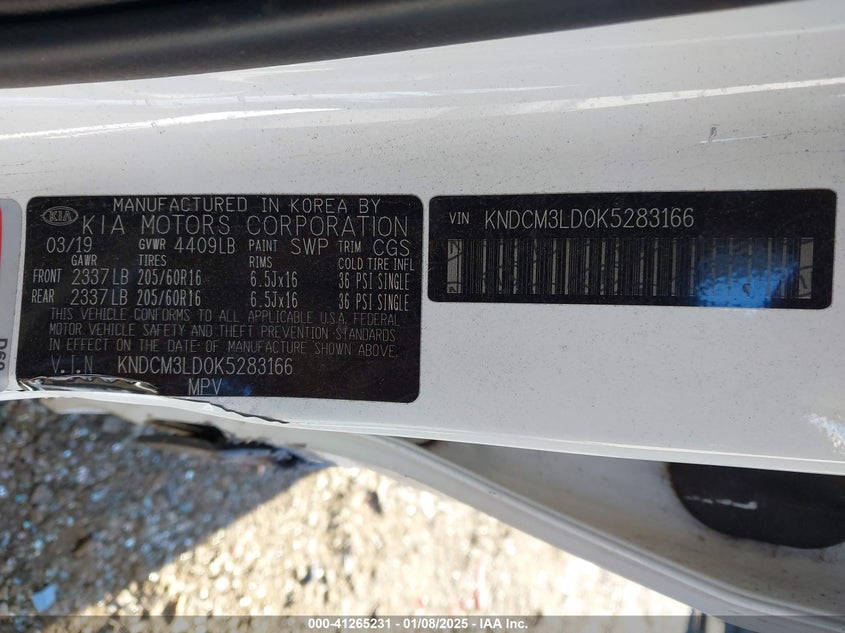 MANUFACTURED IN KOREA BY
KIA KIA MOTORS CORPORATION
03/19 GVWR 4409LB PAINT SWP TRIM CGS
GAWR TIRES RIMS COLD TIRE INFL
FRONT 2337LB 205/60R16 6.5Jx16 36 PSI SINGLE
REAR 2337LB 205/60R16 6.5Jx16 36 PSI SINGLE
THIS VEHICLE CONFORMS TO ALL APPLICABLE U.S.A. FEDERAL
MOTOR VEHICLE SAFETY AND THEFT PREVENTION STANDARDS
IN EFFECT ON THE DATE OF MANUFACTURE SHOWN ABOVE.
V.I.N KNDCM3LD0K5283166
MPV
VIN KNDCM3LD0K5283166
000-41265231 - 01/08/2025 - IAAI.COM